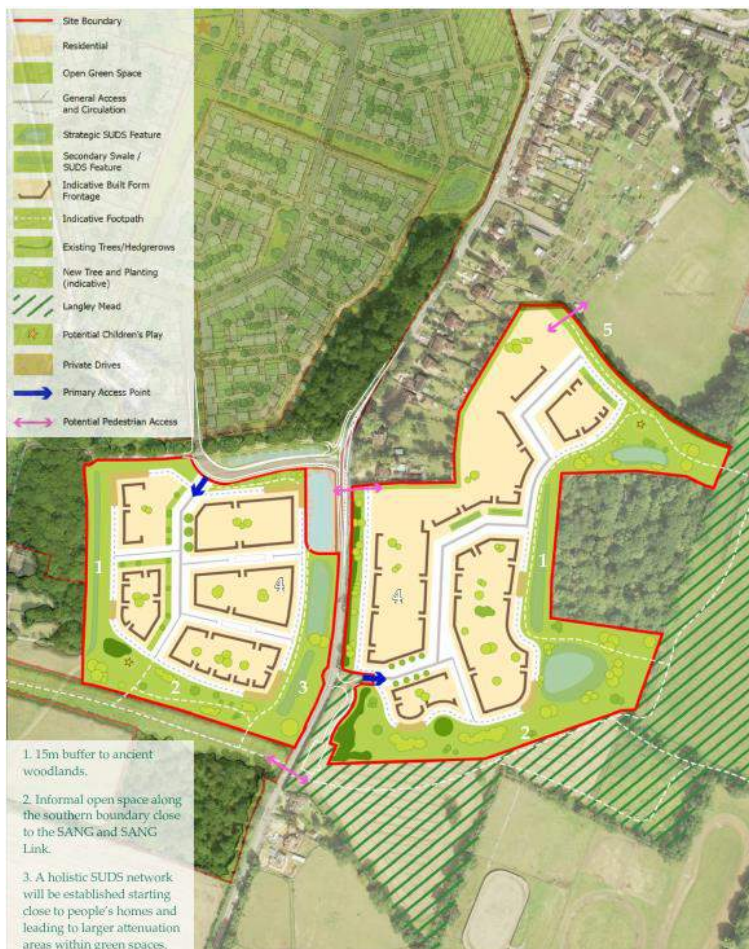 Site Boundary
Residential
Open Green Space
General Access
and Circulation
Strategic SUDS Feature
Secondary Swale /
SUDS Feature
Indicative Built Form
Frontage
Indicative Footpath
Existing Trees/Hedgerows
New Tree and Planting
(indicative)
Langley Mead
Potential Children's Play
Private Drives
Primary Access Point
Potential Pedestrian Access
5
1
4
2
3
4
1
2
1. 15m buffer to ancient
woodlands.
2. Informal open space along
the southern boundary close
to the SANG and SANG
Link.
3. A holistic SUDS network
will be established starting
close to people's homes and
leading to larger attenuation
areas within green spaces.